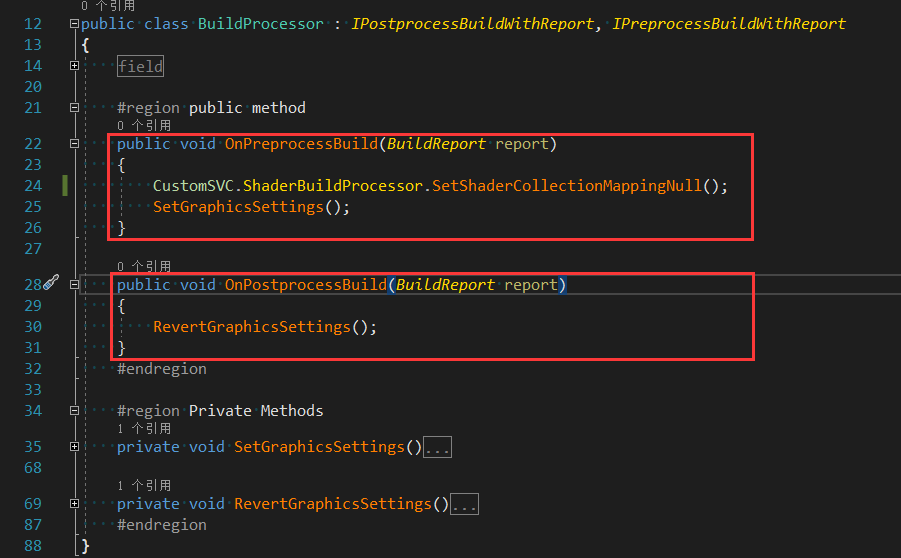 0 个引用
12 public class BuildProcessor : IPostprocessBuildWithReport, IPreprocessBuildWithReport
13 {
14 field
20
21 #region public method
0 个引用
22 public void OnPreprocessBuild(BuildReport report)
23 {
24 CustomSVC.ShaderBuildProcessor.SetShaderCollectionMappingNull();
25 SetGraphicsSettings();
26 }
27
0 个引用
28 public void OnPostprocessBuild(BuildReport report)
29 {
30 RevertGraphicsSettings();
31 }
32 #endregion
33
34 #region Private Methods
1 个引用
35 private void SetGraphicsSettings()...
68
1 个引用
69 private void RevertGraphicsSettings()...
87 #endregion
88 }